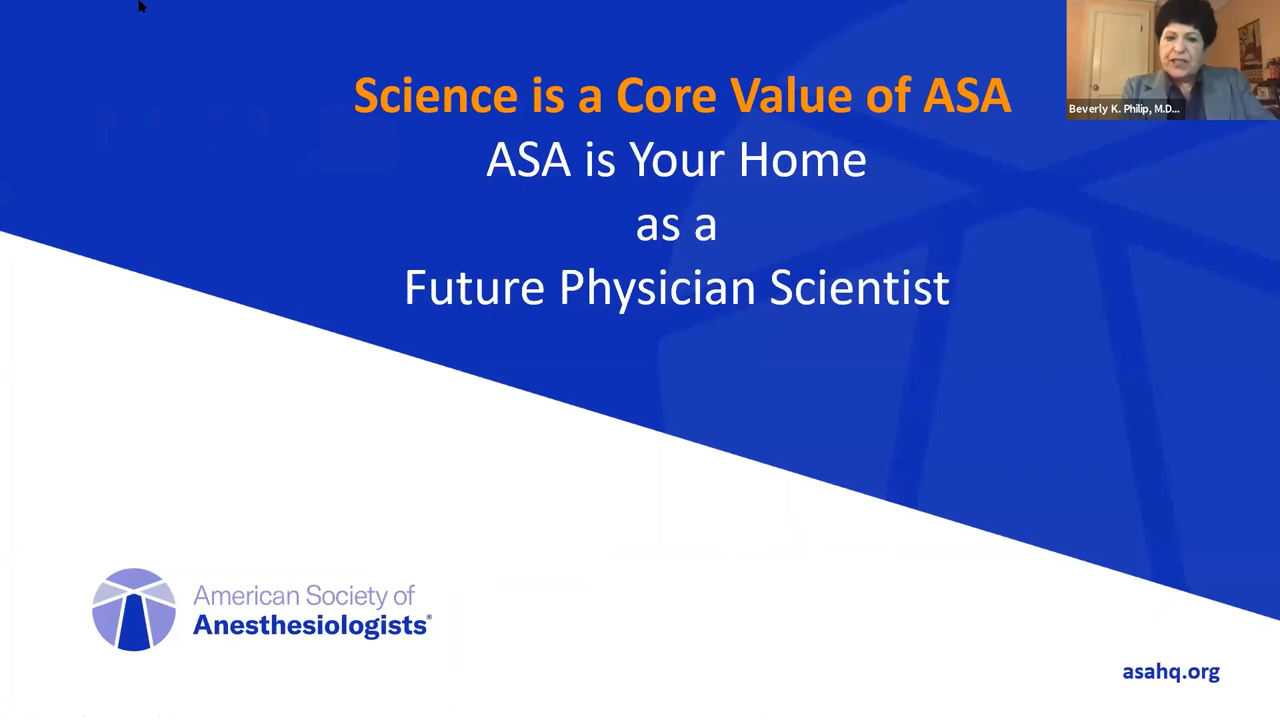 Science is a Core Value of ASA
ASA is Your Home
as a
Future Physician Scientist
Beverly K. Philip, M.D...
American Society of
Anesthesiologists®
asahq.org